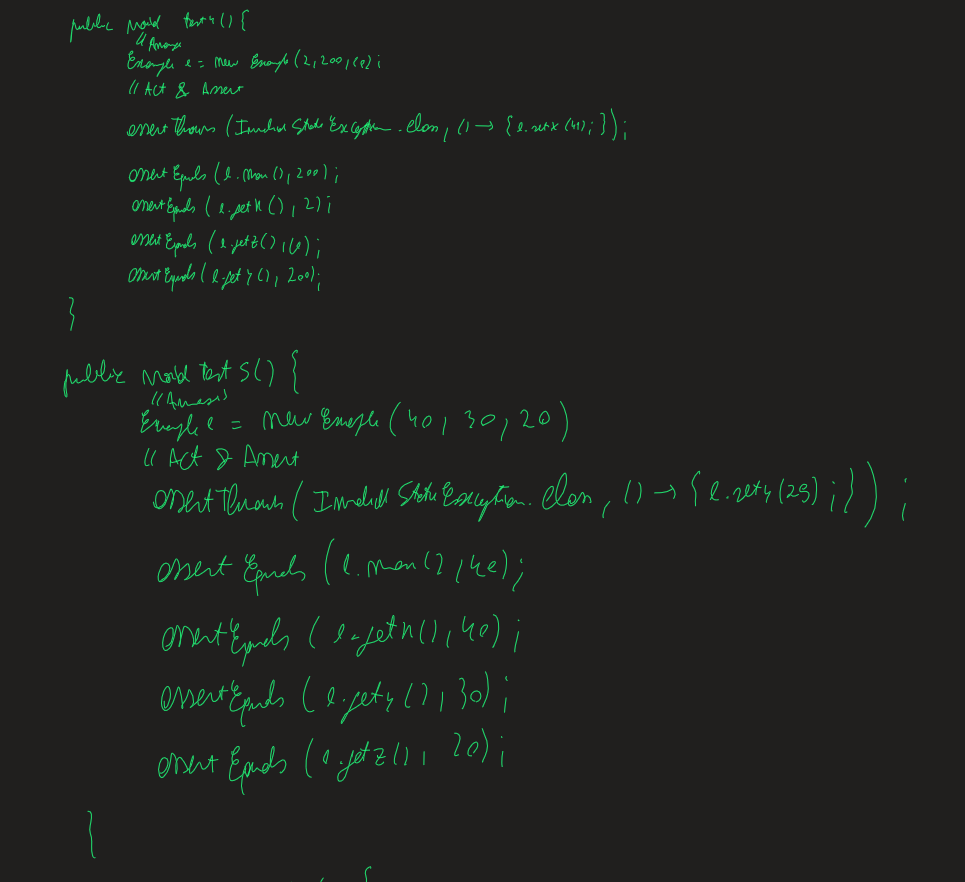 public void test4() {
//Arrange
Example e = new Example(2, 200, 10);
// Act & Assert
assertThrows(InvalidStateException.class, () -> {e.setX(41);});
assertEquals(e.max(), 200);
assertEquals(e.getX(), 2);
assertEquals(e.getZ(), 10);
assertEquals(e.getY(), 200);
}
public void test5() {
//Arrange
Example e = new Example(40, 30, 20)
// Act & Assert
assertThrows(InvalidStateException.class, () -> {e.setY(25);});
assertEquals(e.max(), 40);
assertEquals(e.getX(), 40);
assertEquals(e.getY(), 30);
assertEquals(e.getZ(), 20);
}
{